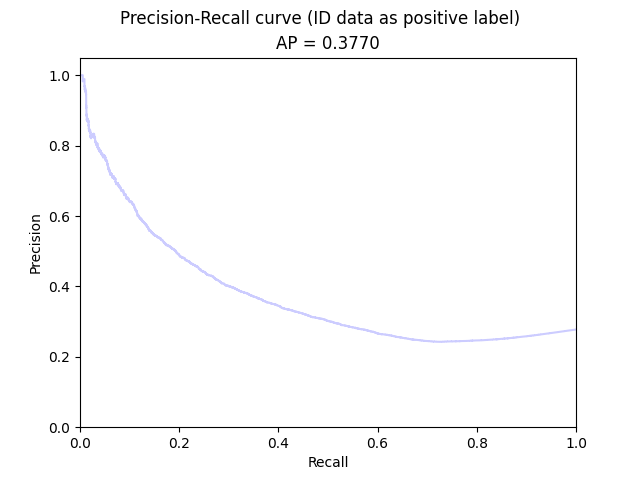 Precision-Recall curve (ID data as positive label)
AP = 0.3770
1.0
0.8
0.6
0.4
0.2
0.0
Precision
0.0 0.2 0.4 0.6 0.8 1.0
Recall